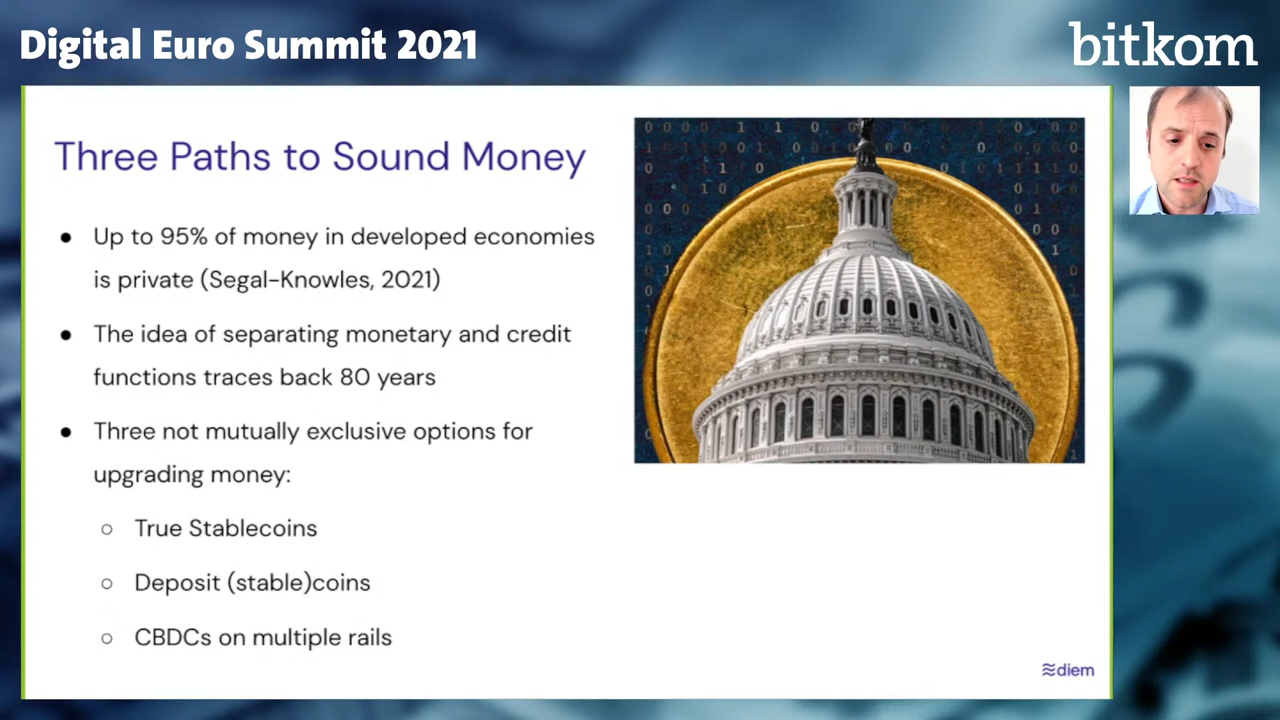 Digital Euro Summit 2021
bitkom
Three Paths to Sound Money
● Up to 95% of money in developed economies
is private (Segal-Knowles, 2021)
● The idea of separating monetary and credit
functions traces back 80 years
● Three not mutually exclusive options for
upgrading money:
○ True Stablecoins
○ Deposit (stable)coins
○ CBDCs on multiple rails
diem